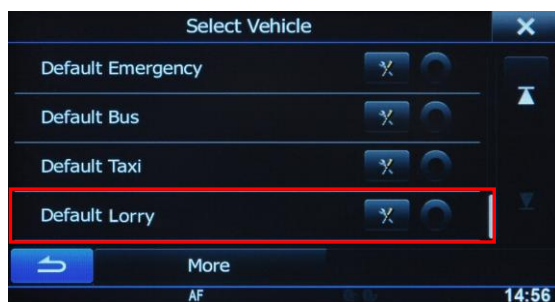 Select Vehicle
Default Emergency
Default Bus
Default Taxi
Default Lorry
More
AF
14:56